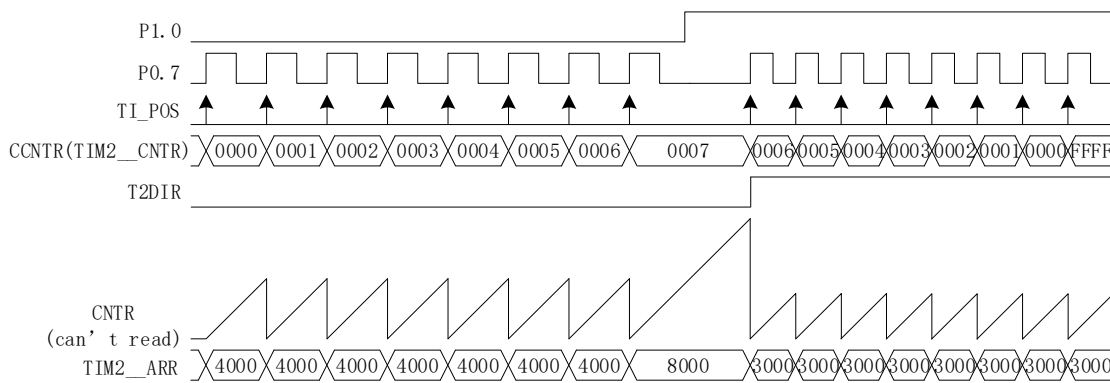 P1.0
P0.7
TI_POS
CCNTR(TIM2__CNTR) 0000 0001 0002 0003 0004 0005 0006 0007 0006 0005 0004 0003 0002 0001 0000 FFFF
T2DIR
CNTR
(can't read)
TIM2__ARR 4000 4000 4000 4000 4000 4000 4000 8000 3000 3000 3000 3000 3000 3000 3000 3000